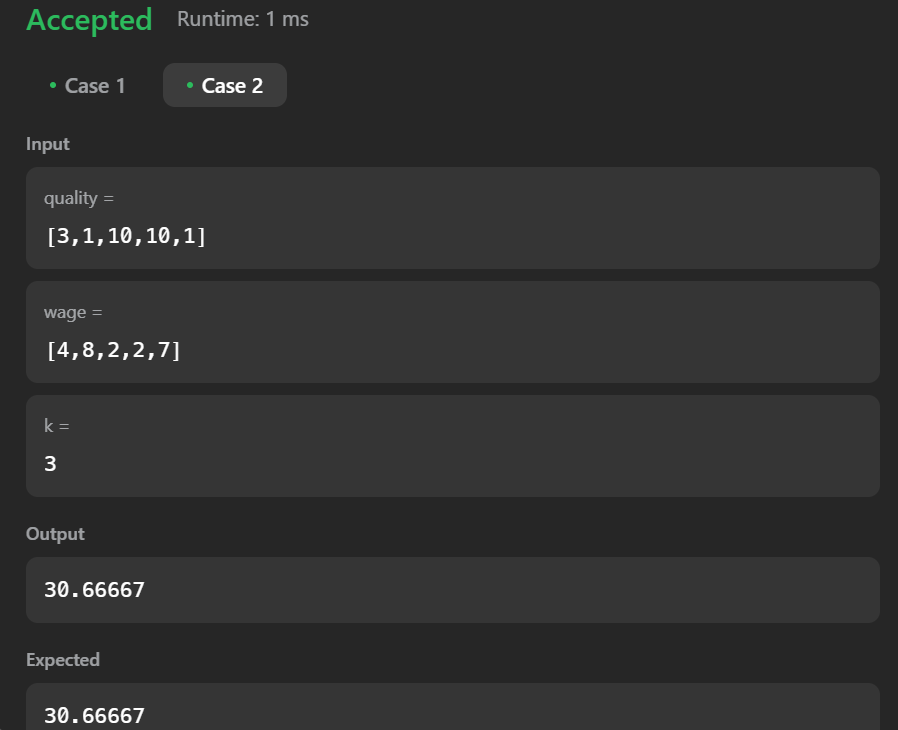 Accepted Runtime: 1 ms
• Case 1 • Case 2
Input
quality =
[3,1,10,10,1]
wage =
[4,8,2,2,7]
k =
3
Output
30.66667
Expected
30.66667